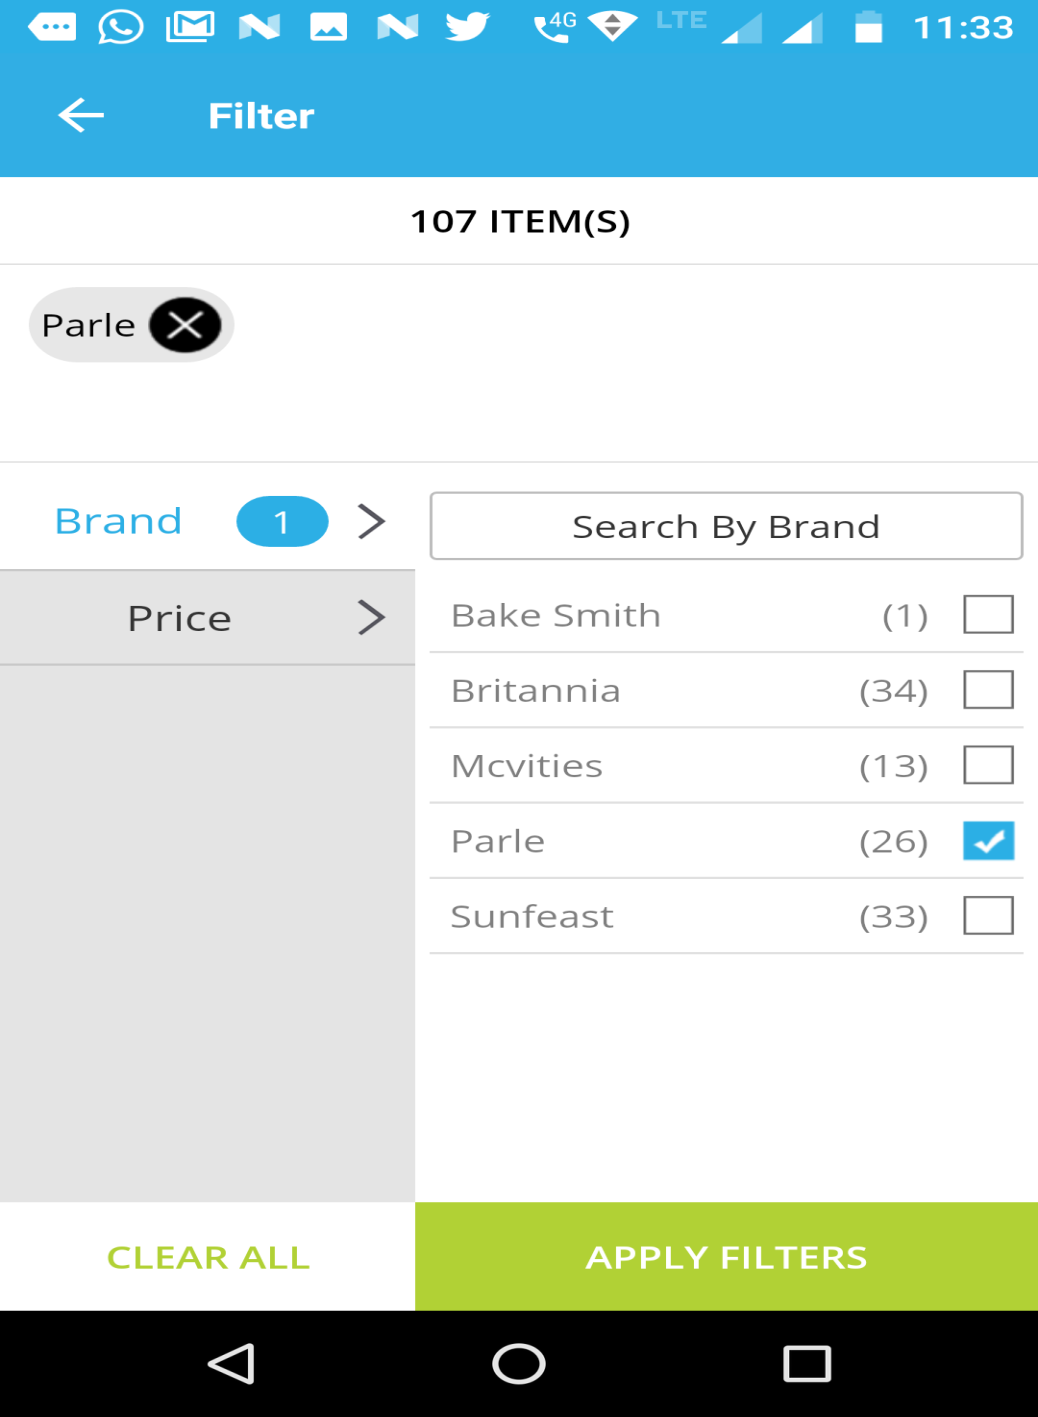 4G LTE 11:33
Filter
107 ITEM(S)
Parle
Brand 1
Price
Search By Brand
Bake Smith (1)
Britannia (34)
Mcvities (13)
Parle (26)
Sunfeast (33)
CLEAR ALL
APPLY FILTERS